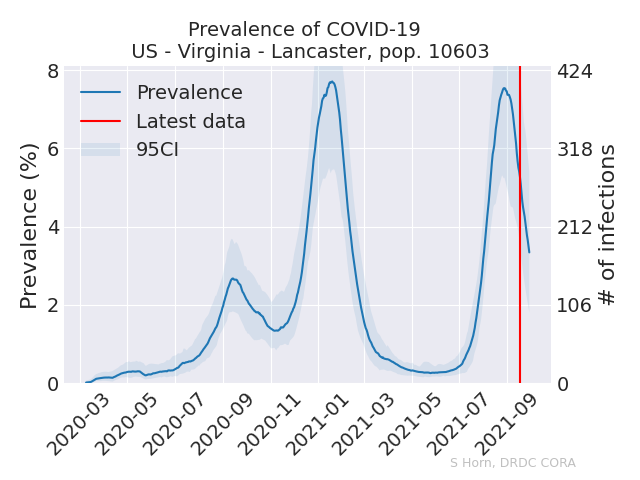 Prevalence of COVID-19
US - Virginia - Lancaster, pop. 10603
Prevalence
Latest data
95CI
Prevalence (%)
8
6
4
2
0
424
318
212
106
0
# of infections
2020-03
2020-05
2020-07
2020-09
2020-11
2021-01
2021-03
2021-05
2021-07
2021-09
S Horn, DRDC CORA